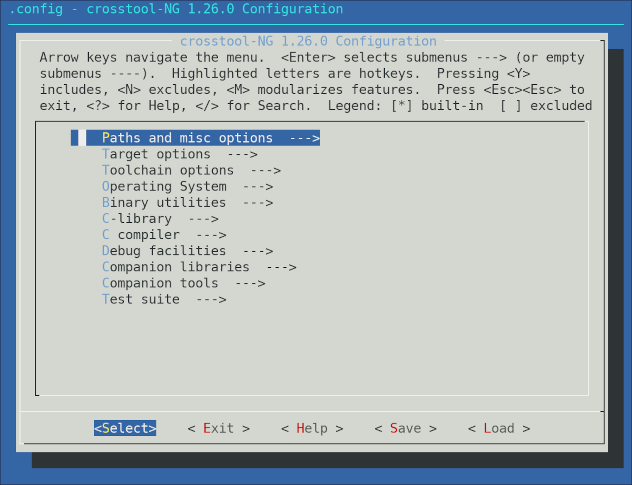 .config - crosstool-NG 1.26.0 Configuration
crosstool-NG 1.26.0 Configuration
Arrow keys navigate the menu.  <Enter> selects submenus ---> (or empty
submenus ----).  Highlighted letters are hotkeys.  Pressing <Y>
includes, <N> excludes, <M> modularizes features.  Press <Esc><Esc> to
exit, <?> for Help, </> for Search.  Legend: [*] built-in  [ ] excluded
Paths and misc options  --->
Target options  --->
Toolchain options  --->
Operating System  --->
Binary utilities  --->
C-library  --->
C compiler  --->
Debug facilities  --->
Companion libraries  --->
Companion tools  --->
Test suite  --->
<Select>    < Exit >    < Help >    < Save >    < Load >